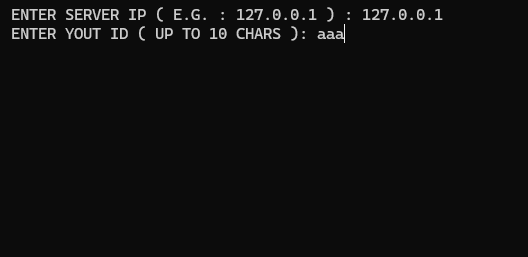 ENTER SERVER IP ( E.G. : 127.0.0.1 ) : 127.0.0.1
ENTER YOUT ID ( UP TO 10 CHARS ): aaa